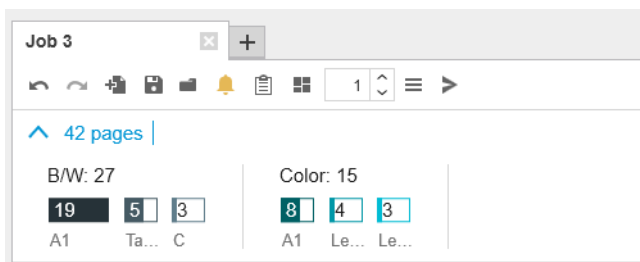 Job 3
1
42 pages
B/W: 27 Color: 15
19 5 3 8 4 3
A1 Ta... C A1 Le... Le...